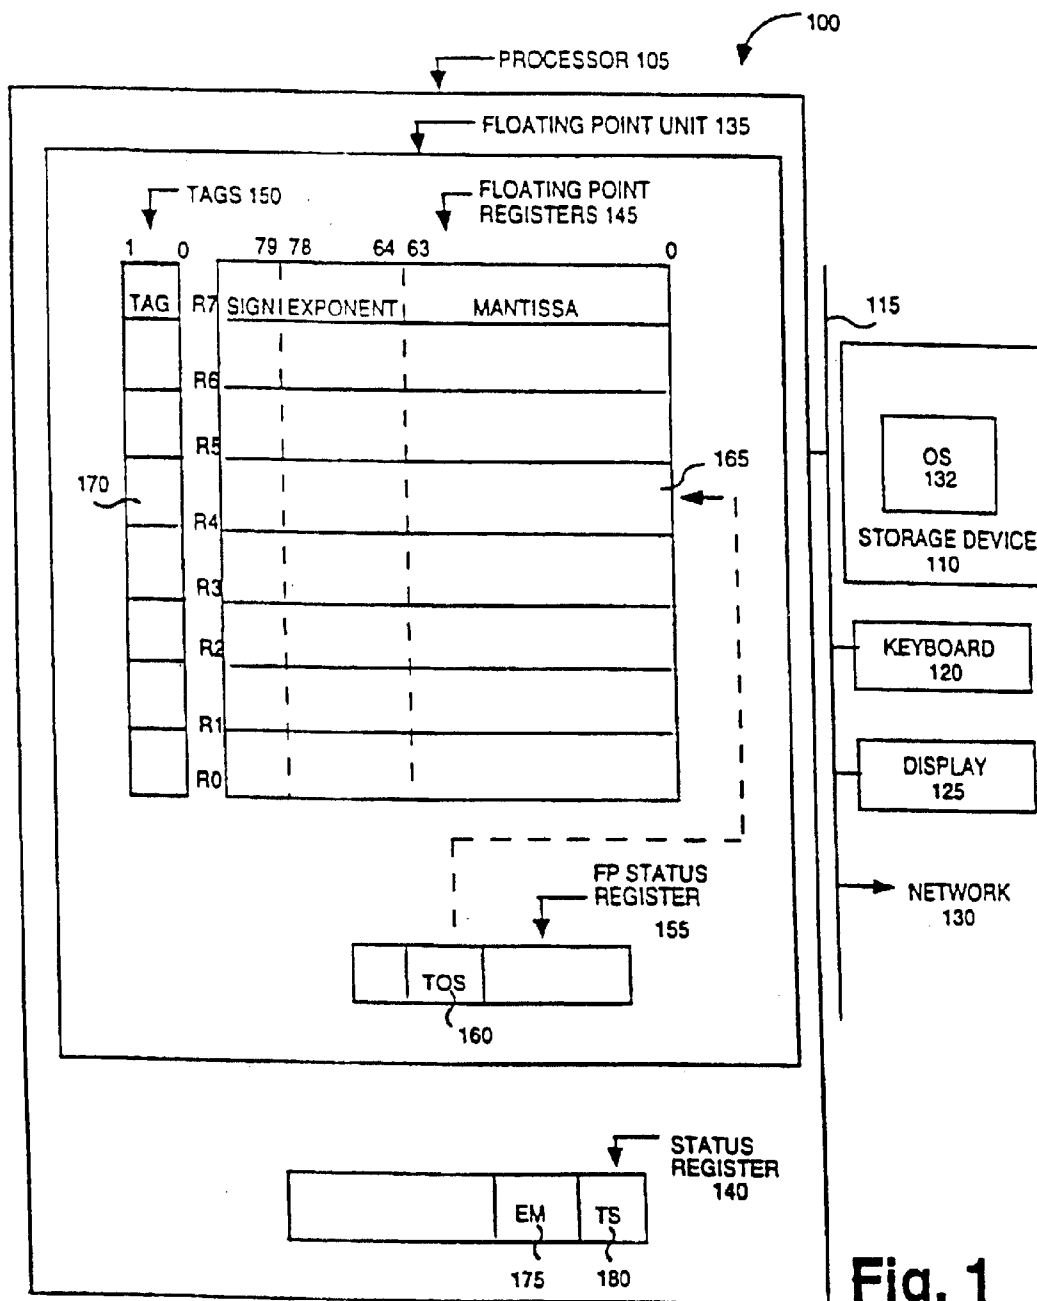 100
PROCESSOR 105
FLOATING POINT UNIT 135
TAGS 150
FLOATING POINT
REGISTERS 145
1 0 79 78 64 63 0
TAG R7 SIGN EXPONENT MANTISSA
R6
R5
R4
R3
R2
R1
R0
170
165
115
OS
132
STORAGE DEVICE
110
KEYBOARD
120
DISPLAY
125
NETWORK
130
FP STATUS
REGISTER
155
TOS
160
STATUS
REGISTER
140
EM TS
175 180
Fig. 1